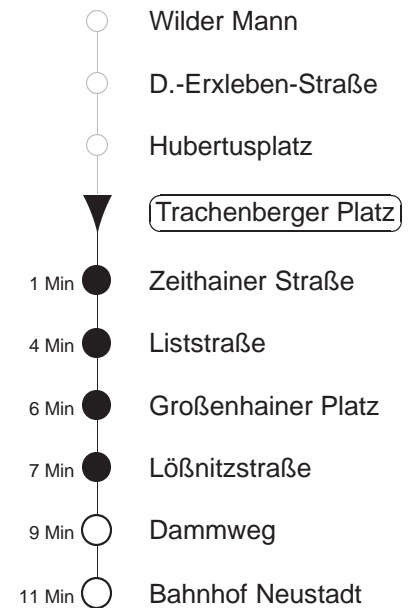 Wilder Mann
D.-Erxleben-Straße
Hubertusplatz
Trachenberger Platz
1 Min Zeithainer Straße
4 Min Liststraße
6 Min Großenhainer Platz
7 Min Lößnitzstraße
9 Min Dammweg
11 Min Bahnhof Neustadt